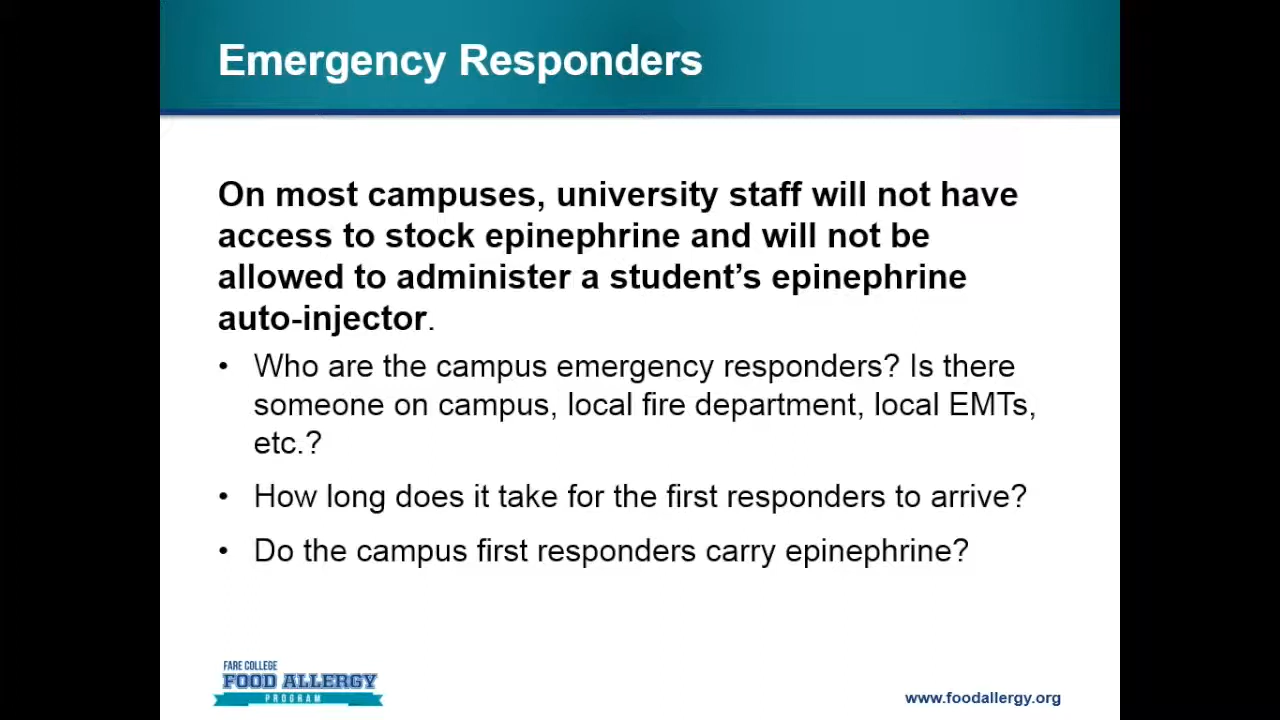 Emergency Responders
On most campuses, university staff will not have
access to stock epinephrine and will not be
allowed to administer a student’s epinephrine
auto-injector.
• Who are the campus emergency responders? Is there
someone on campus, local fire department, local EMTs,
etc.?
• How long does it take for the first responders to arrive?
• Do the campus first responders carry epinephrine?
FARE COLLEGE
FOOD ALLERGY
PROGRAM
www.foodallergy.org